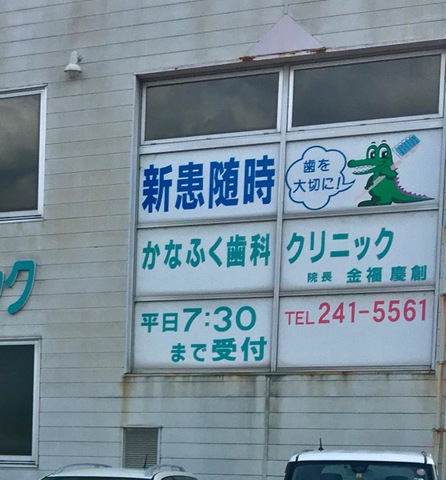 新患随時
歯を
大切に!
かなふく歯科 クリニック
院長 金福慶創
平日7:30
まで受付
TEL 241-5561
ック